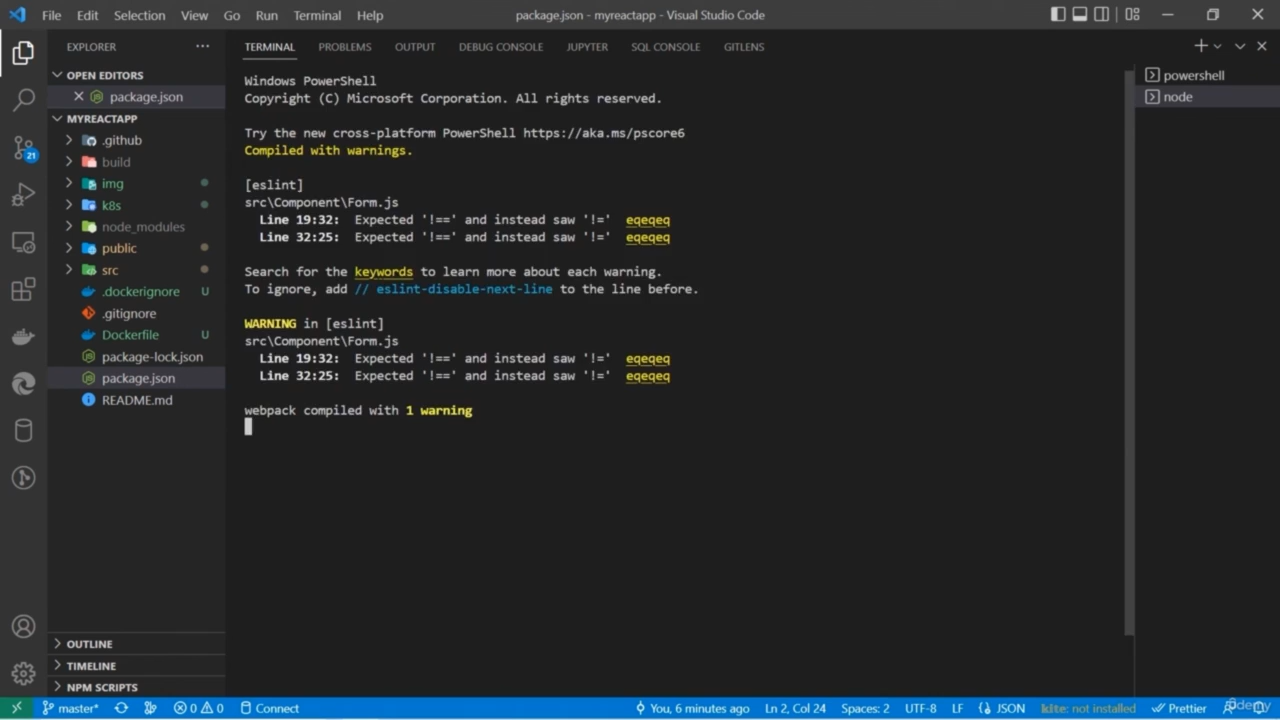 File Edit Selection View Go Run Terminal Help
package.json - myreactapp - Visual Studio Code
EXPLORER
OPEN EDITORS
package.json
MYREACTAPP
.github
build
img
k8s
node_modules
public
src
.dockerignore U
.gitignore
Dockerfile U
package-lock.json
package.json
README.md
OUTLINE
TIMELINE
NPM SCRIPTS
21
TERMINAL PROBLEMS OUTPUT DEBUG CONSOLE JUPYTER SQL CONSOLE GITLENS
Windows PowerShell
Copyright (C) Microsoft Corporation. All rights reserved.
Try the new cross-platform PowerShell https://aka.ms/pscore6
Compiled with warnings.
[eslint]
src\Component\Form.js
Line 19:32: Expected '!==' and instead saw '!=' eqeqeq
Line 32:25: Expected '!==' and instead saw '!=' eqeqeq
Search for the keywords to learn more about each warning.
To ignore, add // eslint-disable-next-line to the line before.
WARNING in [eslint]
src\Component\Form.js
Line 19:32: Expected '!==' and instead saw '!=' eqeqeq
Line 32:25: Expected '!==' and instead saw '!=' eqeqeq
webpack compiled with 1 warning
powershell
node
master* 0 0 Connect
You, 6 minutes ago Ln 2, Col 24 Spaces: 2 UTF-8 LF JSON kite: not installed Prettier
Udemy